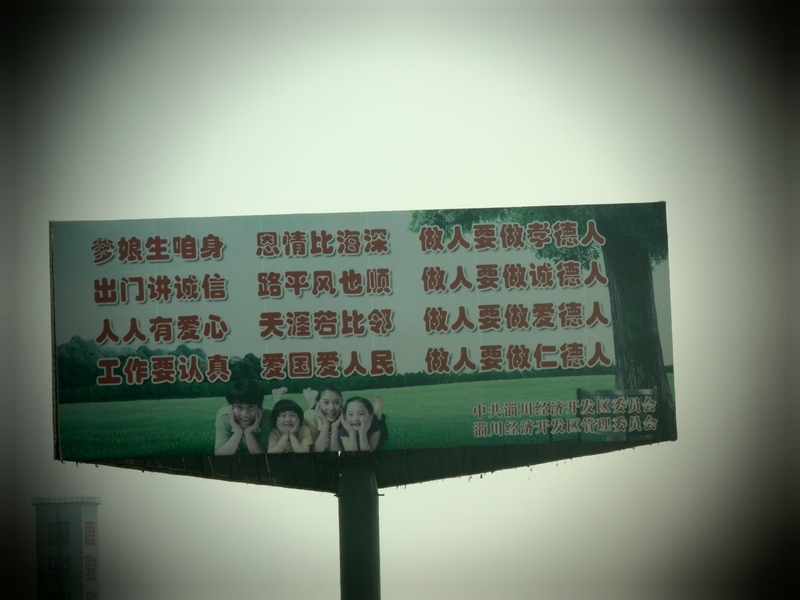 爹娘生咱身 恩情比海深 做人要做孝德人
出门讲诚信 路平风也顺 做人要做诚德人
人人有爱心 天涯若比邻 做人要做爱德人
工作要认真 爱国爱人民 做人要做仁德人
中共淄川经济开发区委员会
淄川经济开发区管理委员会